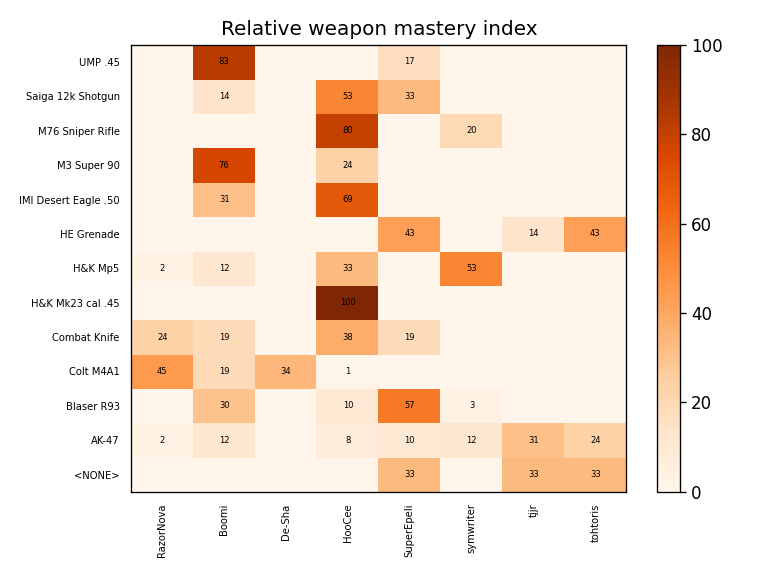 Relative weapon mastery index
100
UMP .45 83 17
Saiga 12k Shotgun 14 53 33
M76 Sniper Rifle 80 20
80
M3 Super 90 76 24
IMI Desert Eagle .50 31 69
60
HE Grenade 43 14 43
H&K Mp5 2 12 33 53
40
H&K Mk23 cal .45 100
Combat Knife 24 19 38 19
Colt M4A1 45 19 34 1
20
Blaser R93 30 10 57 3
AK-47 2 12 8 10 12 31 24
<NONE> 33 33 33
0
RazorNova
Boomi
De-Sha
HooCee
SuperEpeli
symwriter
tjjr
tohtoris